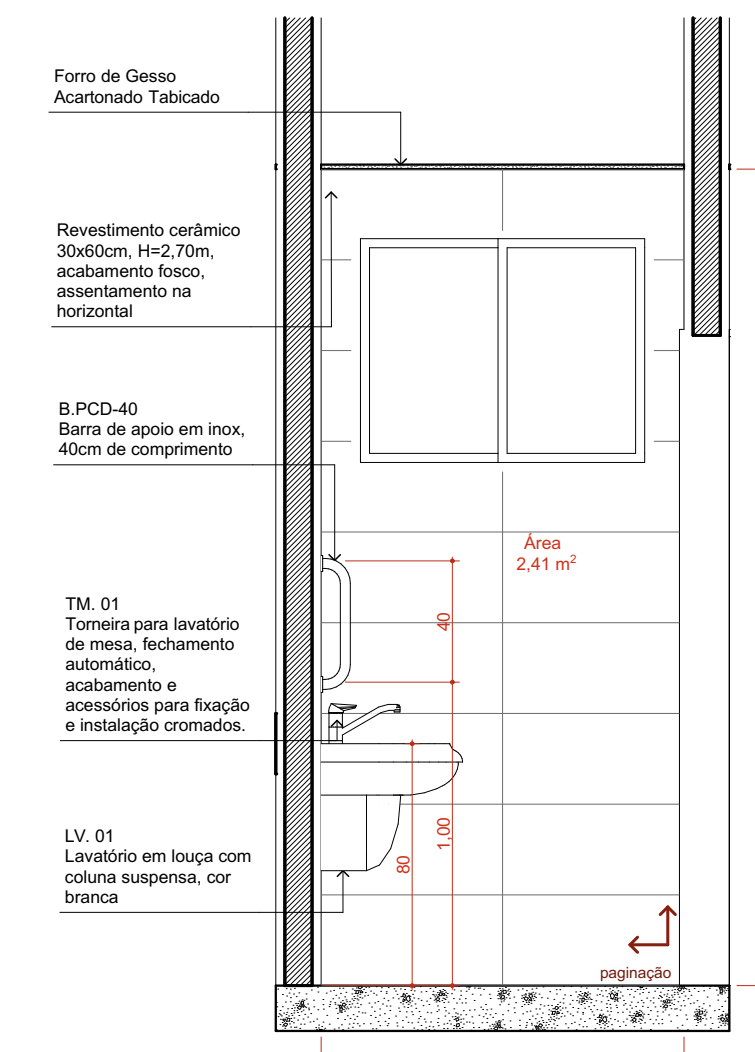 Forro de Gesso
Acartonado Tabicado
Revestimento cerâmico
30x60cm, H=2,70m,
acabamento fosco,
assentamento na
horizontal
B.PCD-40
Barra de apoio em inox,
40cm de comprimento
Área
2,41 m²
40
TM. 01
Torneira para lavatório
de mesa, fechamento
automático,
acabamento e
acessórios para fixação
e instalação cromados.
LV. 01
Lavatório em louça com
coluna suspensa, cor
branca
80
1,00
paginação